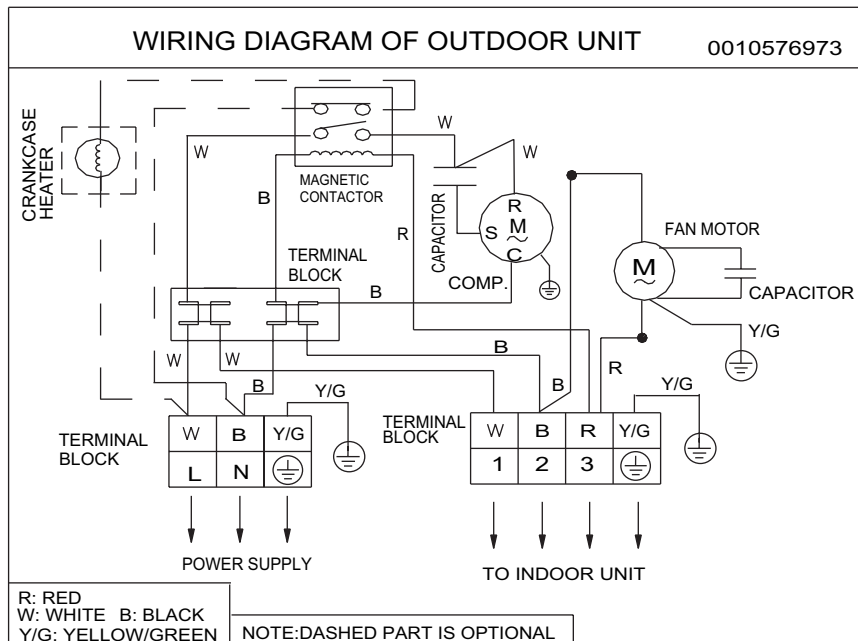 WIRING DIAGRAM OF OUTDOOR UNIT
0010576973
CRANKCASE
HEATER
W
B
MAGNETIC
CONTACTOR
R
W
W
CAPACITOR
R
M
S
C
COMP.
FAN MOTOR
M
CAPACITOR
Y/G
TERMINAL
BLOCK
B
W
W
B
Y/G
B
B
R
Y/G
TERMINAL
BLOCK
W B Y/G
L N
POWER SUPPLY
TERMINAL
BLOCK
W B R Y/G
1 2 3
TO INDOOR UNIT
R: RED
W: WHITE B: BLACK
Y/G: YELLOW/GREEN
NOTE:DASHED PART IS OPTIONAL